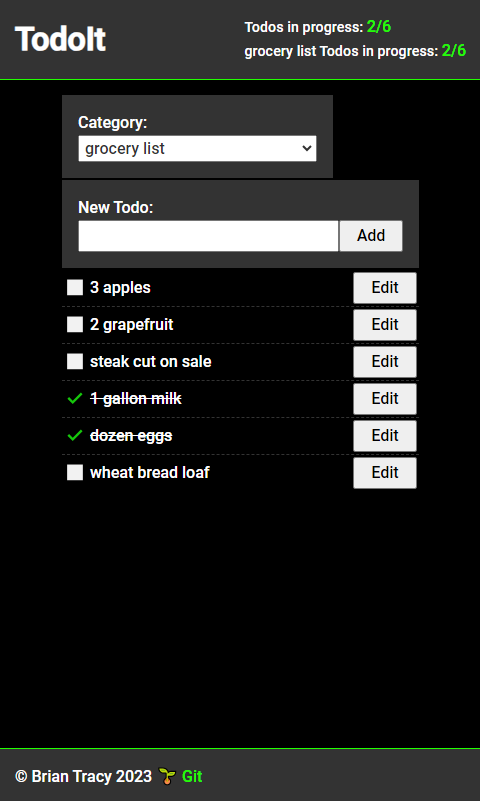 TodoIt
Todos in progress: 2/6
grocery list Todos in progress: 2/6
Category:
grocery list
New Todo:
Add
3 apples Edit
2 grapefruit Edit
steak cut on sale Edit
1 gallon milk Edit
dozen eggs Edit
wheat bread loaf Edit
© Brian Tracy 2023 🌱 Git